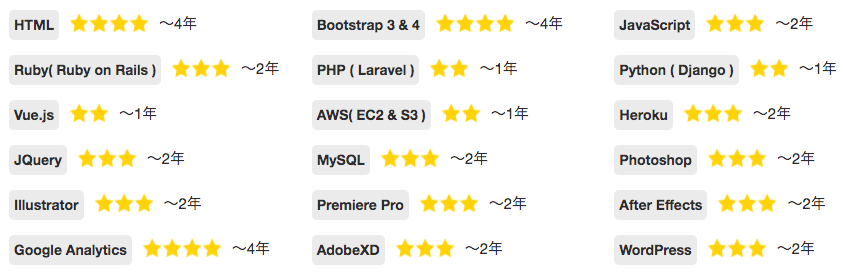 HTML ～4年 Bootstrap 3 & 4 ～4年 JavaScript ～2年
Ruby( Ruby on Rails ) ～2年 PHP ( Laravel ) ～1年 Python ( Django ) ～1年
Vue.js ～1年 AWS( EC2 & S3 ) ～1年 Heroku ～2年
JQuery ～2年 MySQL ～2年 Photoshop ～2年
Illustrator ～2年 Premiere Pro ～2年 After Effects ～2年
Google Analytics ～4年 AdobeXD ～2年 WordPress ～2年